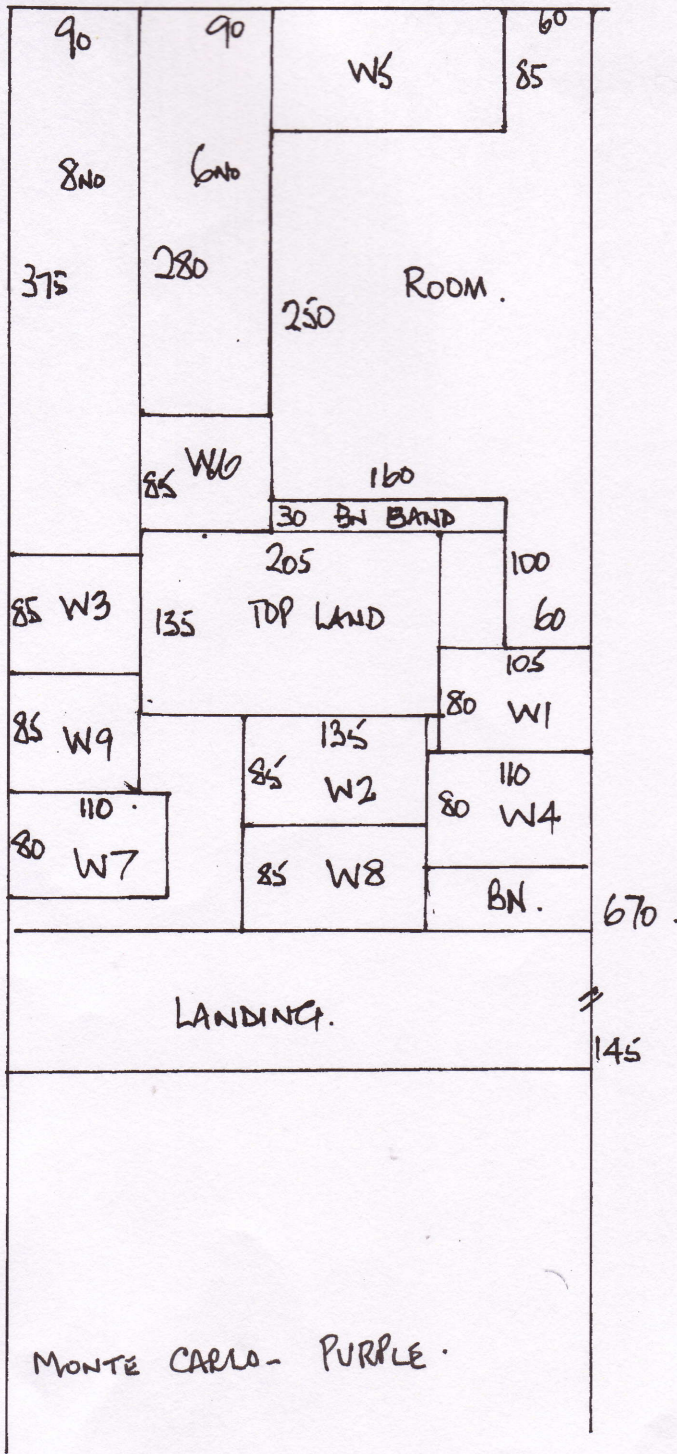 90
90
60
W5
85
8NO
6NO
375
280
250
ROOM.
W6
85
160
30 BN BAND
205
100
85 W3
135 TOP LAND
60
105
80 W1
85 W9
135
85 W2
110
80 W4
110
80 W7
85 W8
BN.
670.
LANDING.
145
MONTE CARLO - PURPLE.